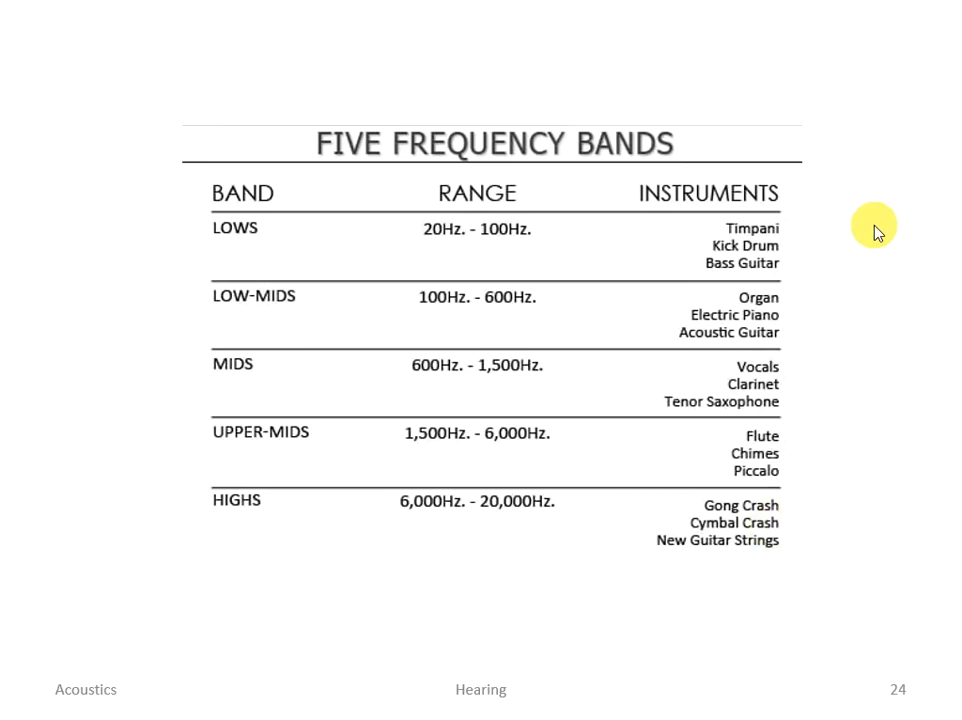 FIVE FREQUENCY BANDS
BAND RANGE INSTRUMENTS
LOWS 20Hz. - 100Hz. Timpani
Kick Drum
Bass Guitar
LOW-MIDS 100Hz. - 600Hz. Organ
Electric Piano
Acoustic Guitar
MIDS 600Hz. - 1,500Hz. Vocals
Clarinet
Tenor Saxophone
UPPER-MIDS 1,500Hz. - 6,000Hz. Flute
Chimes
Piccalo
HIGHS 6,000Hz. - 20,000Hz. Gong Crash
Cymbal Crash
New Guitar Strings
Acoustics Hearing 24